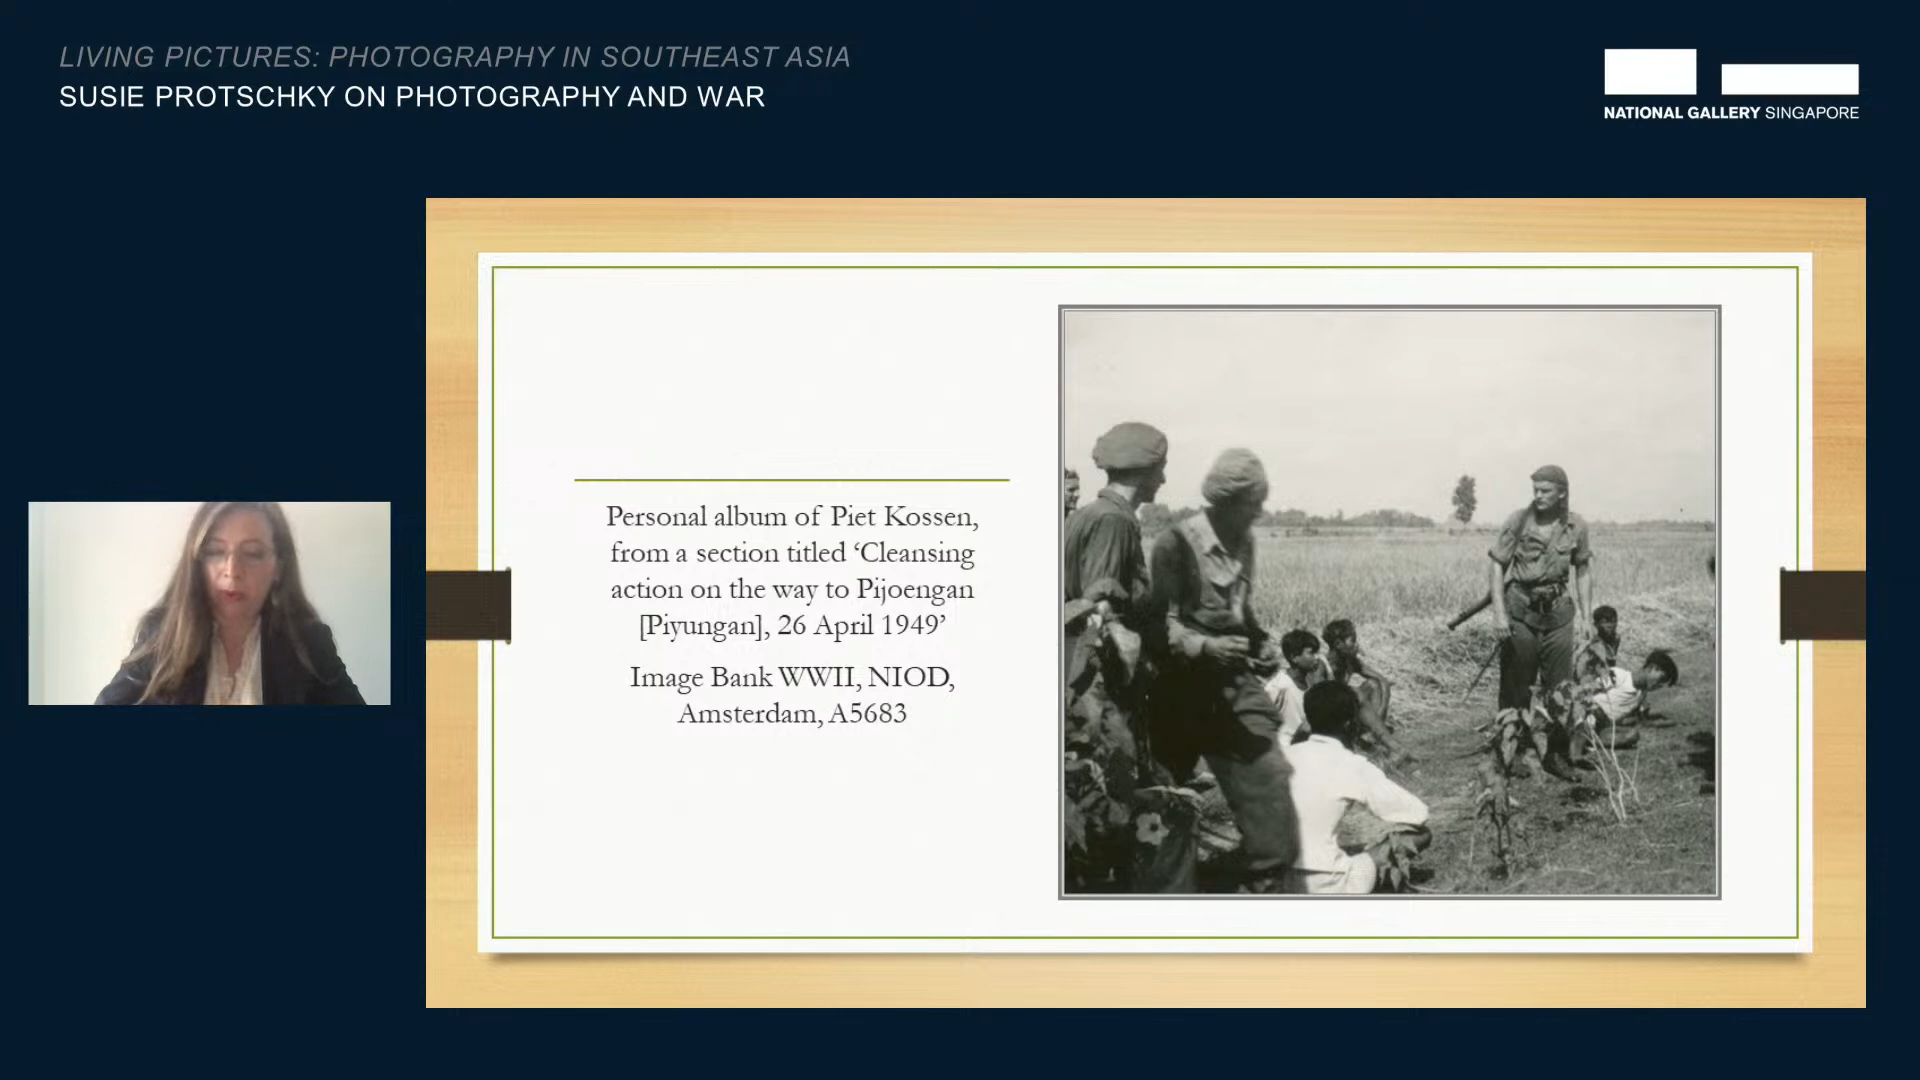 LIVING PICTURES: PHOTOGRAPHY IN SOUTHEAST ASIA
SUSIE PROTSCHKY ON PHOTOGRAPHY AND WAR
NATIONAL GALLERY SINGAPORE
Personal album of Piet Kossen,
from a section titled ‘Cleansing
action on the way to Pijoengan
[Piyungan], 26 April 1949’
Image Bank WWII, NIOD,
Amsterdam, A5683